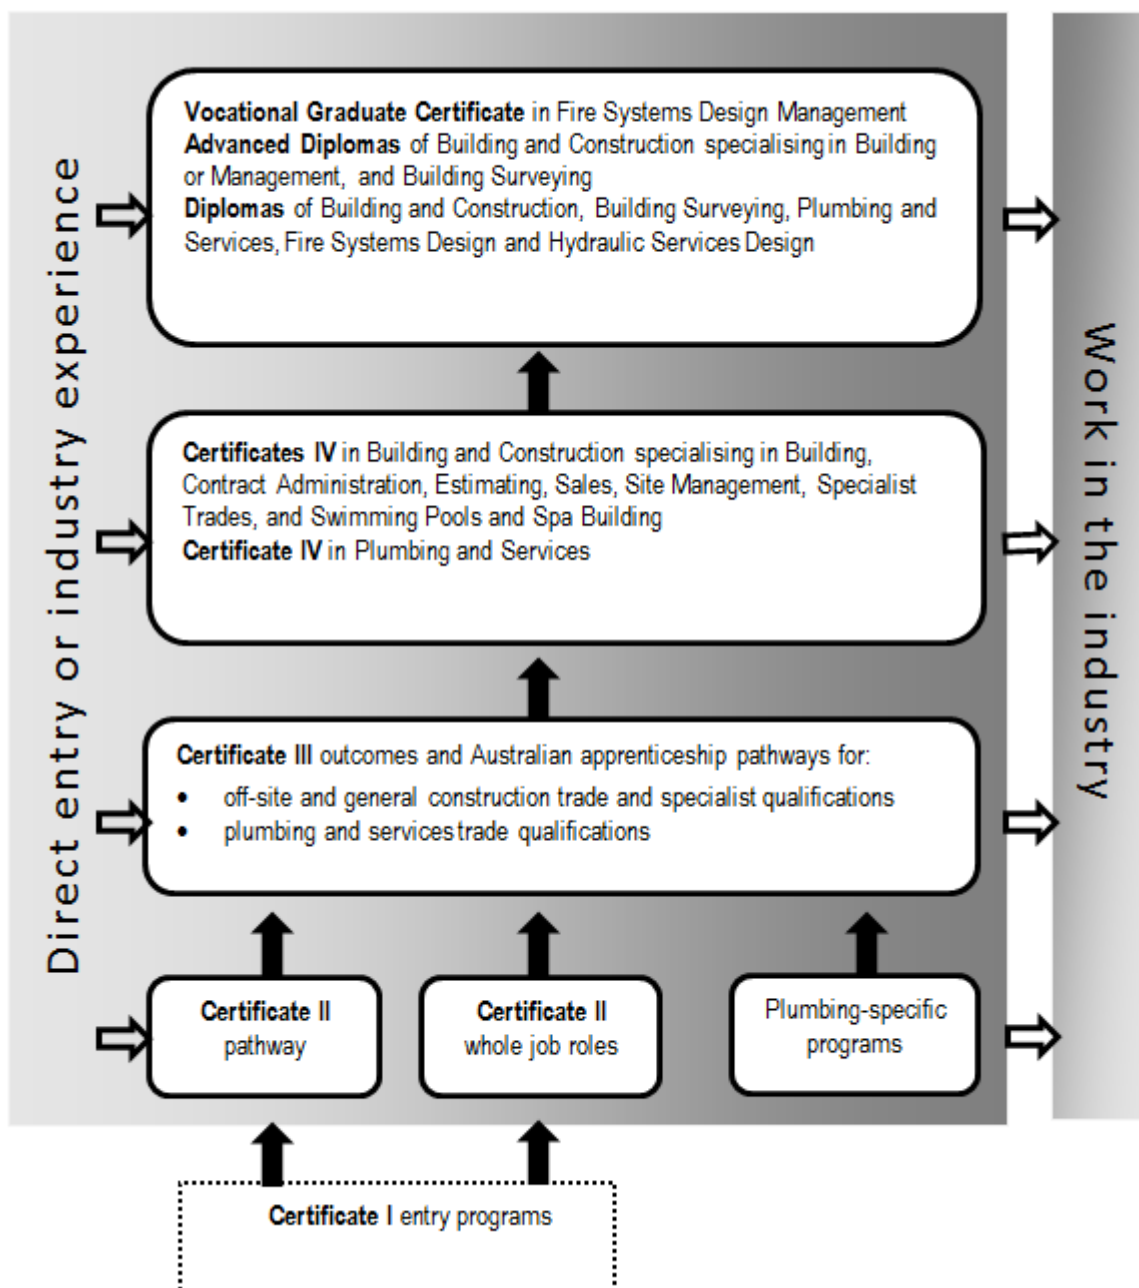 Direct entry or industry experience
Vocational Graduate Certificate in Fire Systems Design Management
Advanced Diplomas of Building and Construction specialising in Building
or Management, and Building Surveying
Diplomas of Building and Construction, Building Surveying, Plumbing and
Services, Fire Systems Design and Hydraulic Services Design
Certificates IV in Building and Construction specialising in Building,
Contract Administration, Estimating, Sales, Site Management, Specialist
Trades, and Swimming Pools and Spa Building
Certificate IV in Plumbing and Services
Certificate III outcomes and Australian apprenticeship pathways for:
• off-site and general construction trade and specialist qualifications
• plumbing and services trade qualifications
Certificate II
pathway
Certificate II
whole job roles
Plumbing-specific
programs
Certificate I entry programs
Work in the industry